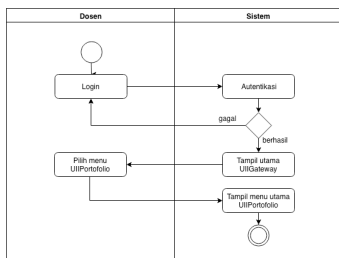 Dosen
Sistem
Login
Autentikasi
gagal
berhasil
Pilih menu
UIIPortofolio
Tampil utama
UIIGateway
Tampil menu utama
UIIPortofolio